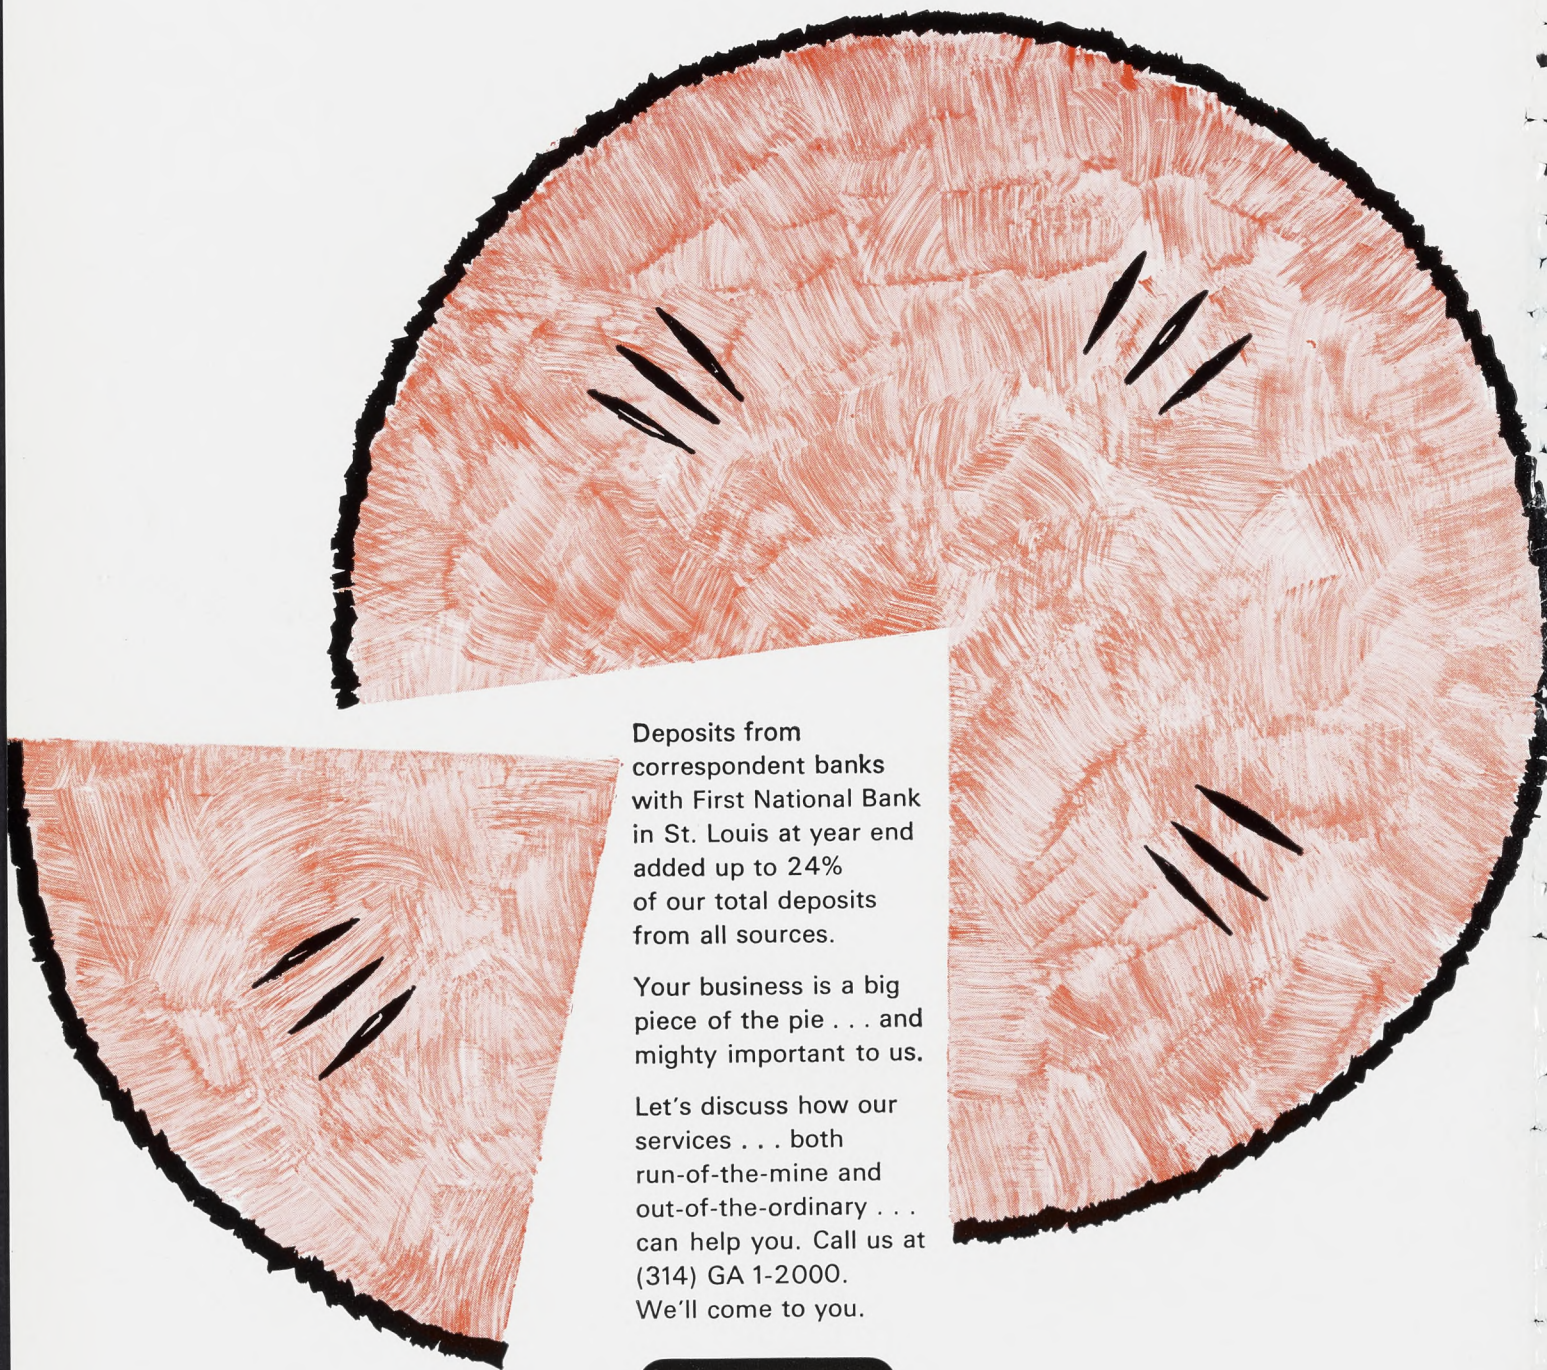 Deposits from
correspondent banks
with First National Bank
in St. Louis at year end
added up to 24%
of our total deposits
from all sources.
Your business is a big
piece of the pie . . . and
mighty important to us.
Let's discuss how our
services . . . both
run-of-the-mine and
out-of-the-ordinary . . .
can help you. Call us at
(314) GA 1-2000.
We'll come to you.